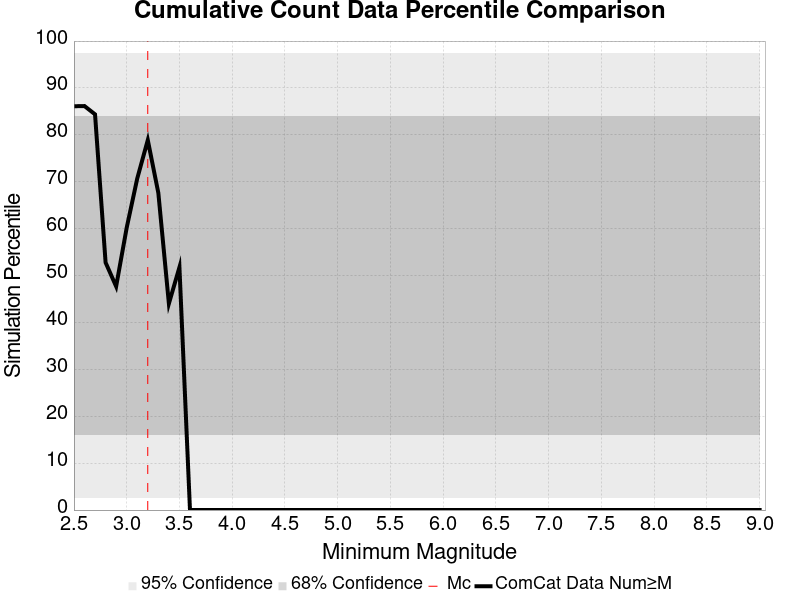 Cumulative Count Data Percentile Comparison
100
90
80
70
60
50
40
30
20
10
0
Simulation Percentile
2.5 3.0 3.5 4.0 4.5 5.0 5.5 6.0 6.5 7.0 7.5 8.0 8.5 9.0
Minimum Magnitude
95% Confidence 68% Confidence Mc ComCat Data Num≥M